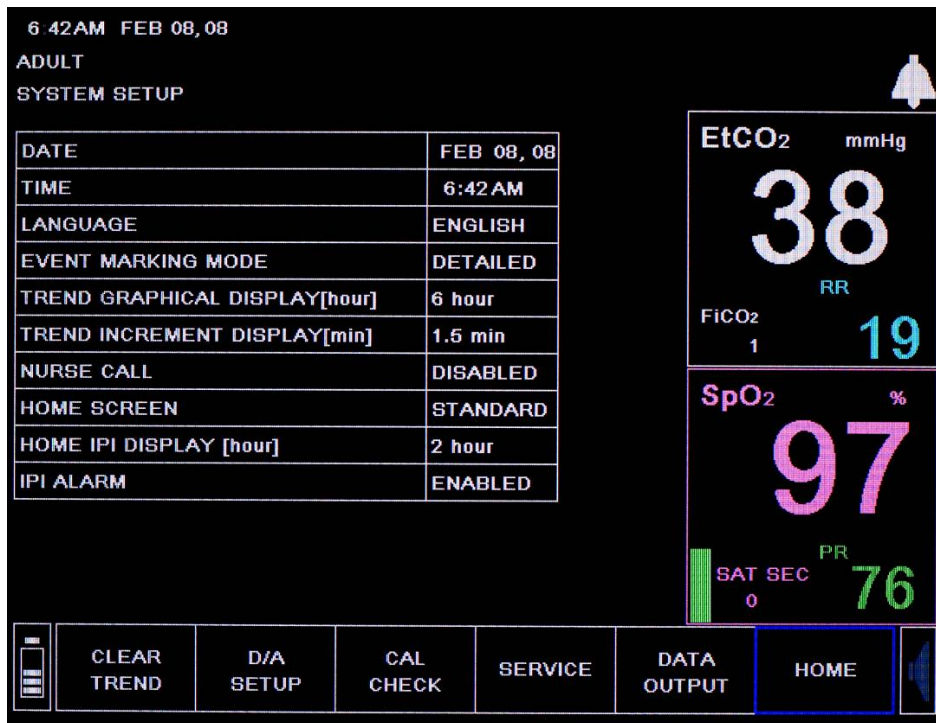 6:42AM FEB 08, 08
ADULT
SYSTEM SETUP
DATE FEB 08, 08
TIME 6:42 AM
LANGUAGE ENGLISH
EVENT MARKING MODE DETAILED
TREND GRAPHICAL DISPLAY[hour] 6 hour
TREND INCREMENT DISPLAY[min] 1.5 min
NURSE CALL DISABLED
HOME SCREEN STANDARD
HOME IPI DISPLAY [hour] 2 hour
IPI ALARM ENABLED
EtCO2 mmHg
38
RR
FiCO2
1
19
SpO2 %
97
PR
SAT SEC
0
76
CLEAR
TREND
D/A
SETUP
CAL
CHECK
SERVICE
DATA
OUTPUT
HOME